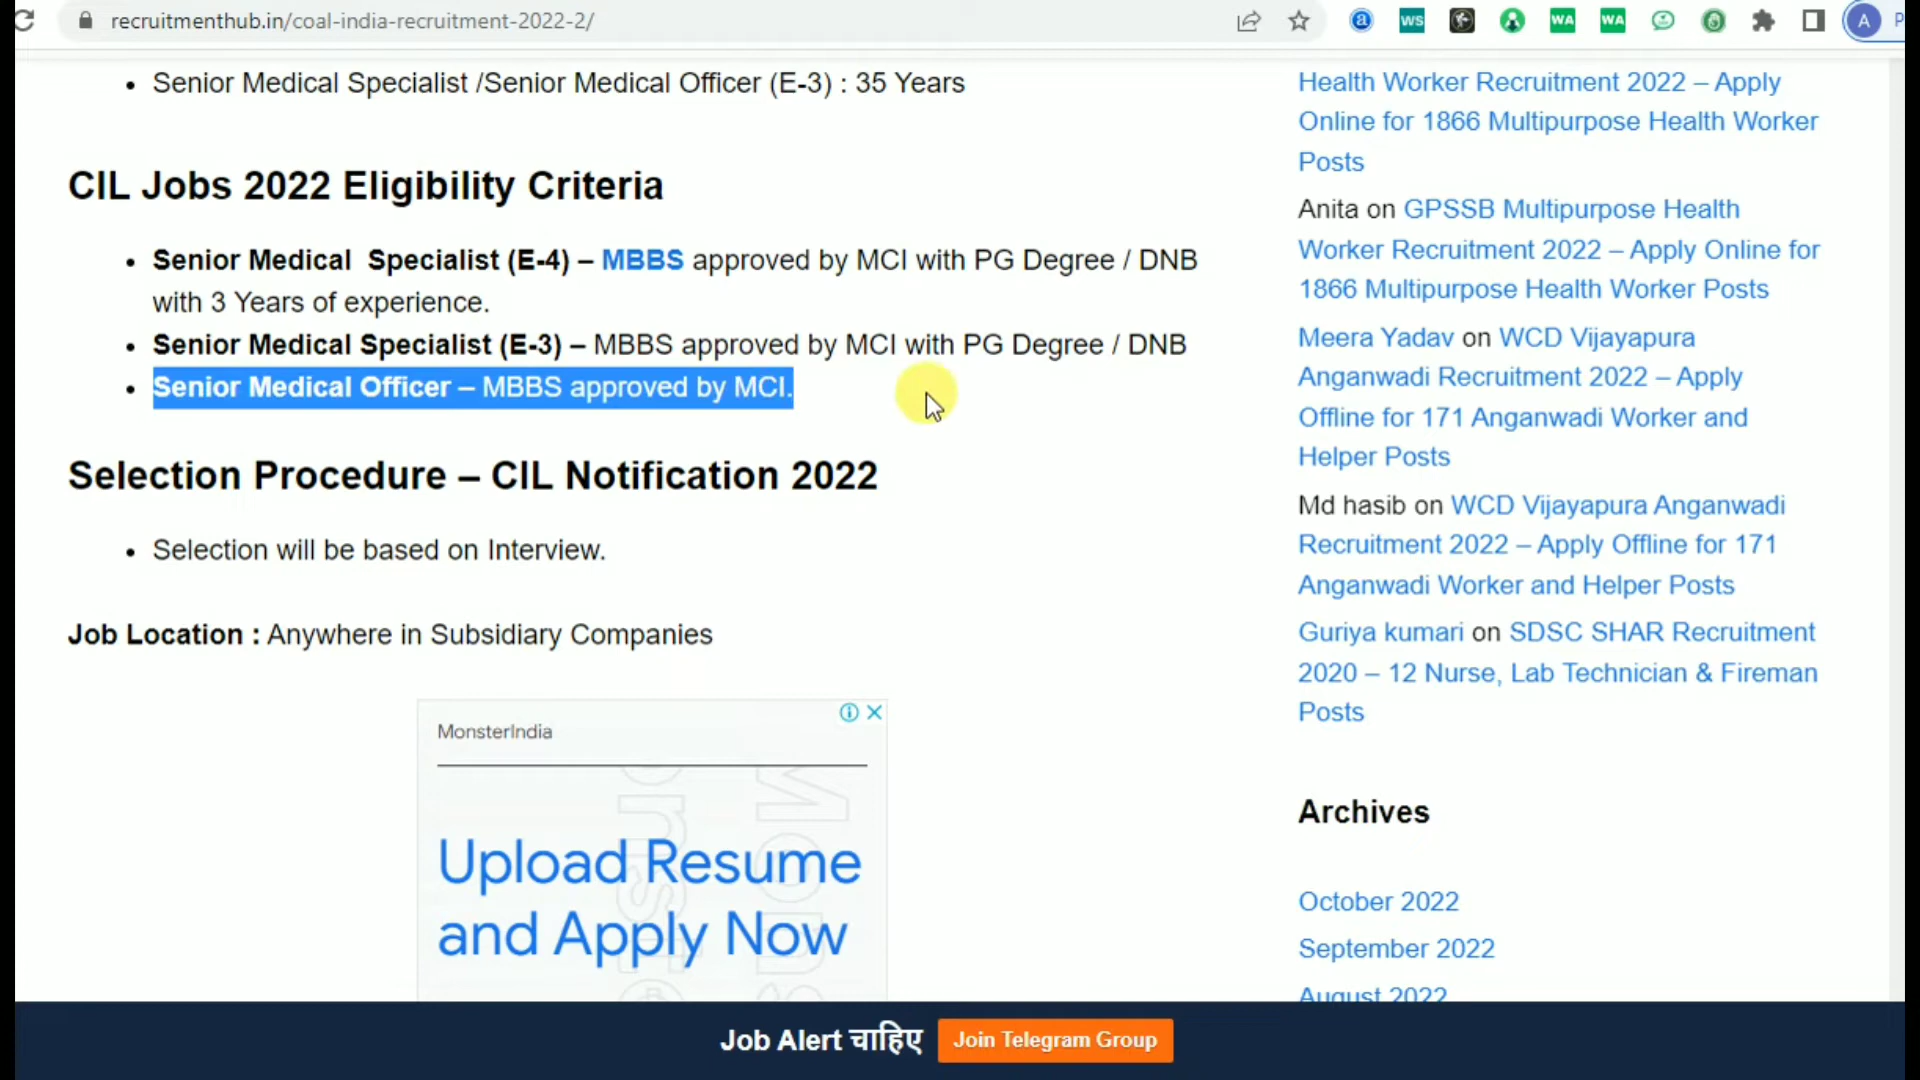 recruitmenthub.in/coal-india-recruitment-2022-2/
WS
WA
WA
A
P
Senior Medical Specialist /Senior Medical Officer (E-3) : 35 Years
CIL Jobs 2022 Eligibility Criteria
Senior Medical Specialist (E-4) – MBBS approved by MCI with PG Degree / DNB
with 3 Years of experience.
Senior Medical Specialist (E-3) – MBBS approved by MCI with PG Degree / DNB
Senior Medical Officer – MBBS approved by MCI.
Selection Procedure – CIL Notification 2022
Selection will be based on Interview.
Job Location : Anywhere in Subsidiary Companies
MonsterIndia
Upload Resume
and Apply Now
Health Worker Recruitment 2022 – Apply
Online for 1866 Multipurpose Health Worker
Posts
Anita on GPSSB Multipurpose Health
Worker Recruitment 2022 – Apply Online for
1866 Multipurpose Health Worker Posts
Meera Yadav on WCD Vijayapura
Anganwadi Recruitment 2022 – Apply
Offline for 171 Anganwadi Worker and
Helper Posts
Md hasib on WCD Vijayapura Anganwadi
Recruitment 2022 – Apply Offline for 171
Anganwadi Worker and Helper Posts
Guriya kumari on SDSC SHAR Recruitment
2020 – 12 Nurse, Lab Technician & Fireman
Posts
Archives
October 2022
September 2022
August 2022
Job Alert चाहिए Join Telegram Group